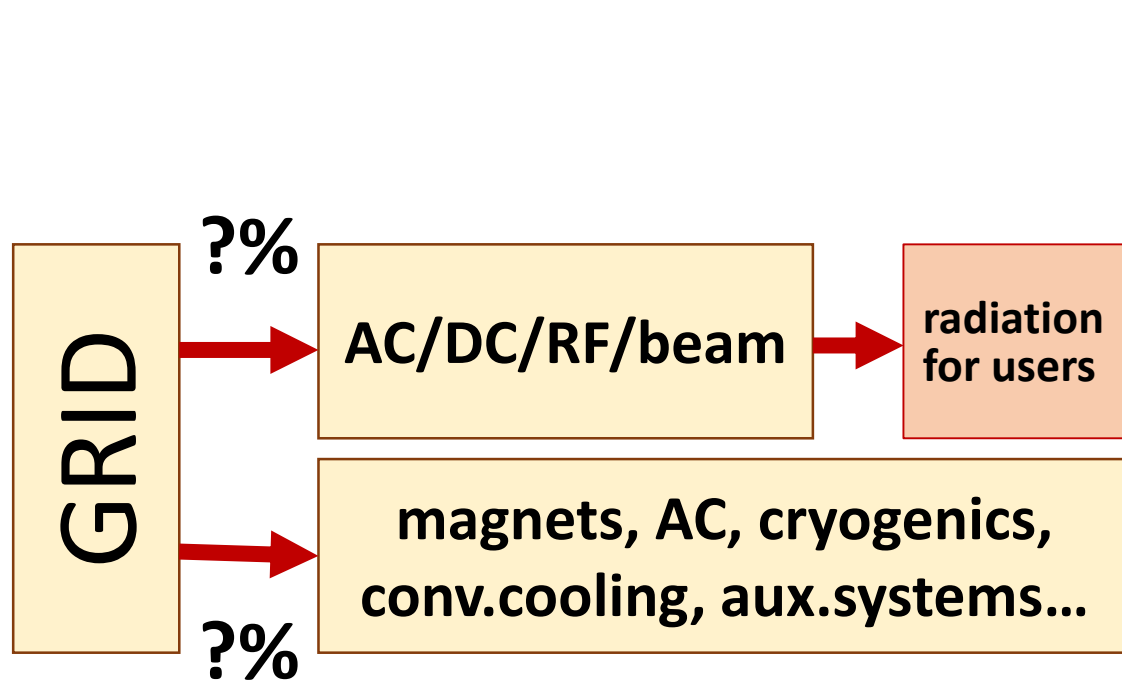 ?%
GRID
AC/DC/RF/beam
radiation
for users
magnets, AC, cryogenics,
conv.cooling, aux.systems...
?%